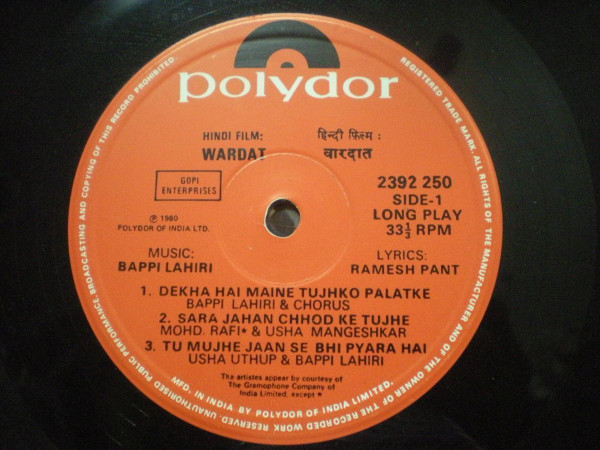 polydor
HINDI FILM:
WARDAT
हिन्दी फ़िल्म :
वारदात
GOPI
ENTERPRISES
2392 250
SIDE-1
LONG PLAY
33⅓ RPM
℗ 1980
POLYDOR OF INDIA LTD.
MUSIC:
BAPPI LAHIRI
LYRICS:
RAMESH PANT
1. DEKHA HAI MAINE TUJHKO PALATKE
BAPPI LAHIRI & CHORUS
2. SARA JAHAN CHHOD KE TUJHE
MOHD. RAFI* & USHA MANGESHKAR
3. TU MUJHE JAAN SE BHI PYARA HAI
USHA UTHUP & BAPPI LAHIRI
The artistes appear by courtesy of
The Gramophone Company of
India Limited, except *
MFD. IN INDIA BY POLYDOR OF INDIA LIMITED.
REGISTERED TRADE MARK. ALL RIGHTS OF THE MANUFACTURER AND OF THE OWNER OF THE RECORDED WORK RESERVED. UNAUTHORISED PUBLIC PERFORMANCE, BROADCASTING AND COPYING OF THIS RECORD PROHIBITED